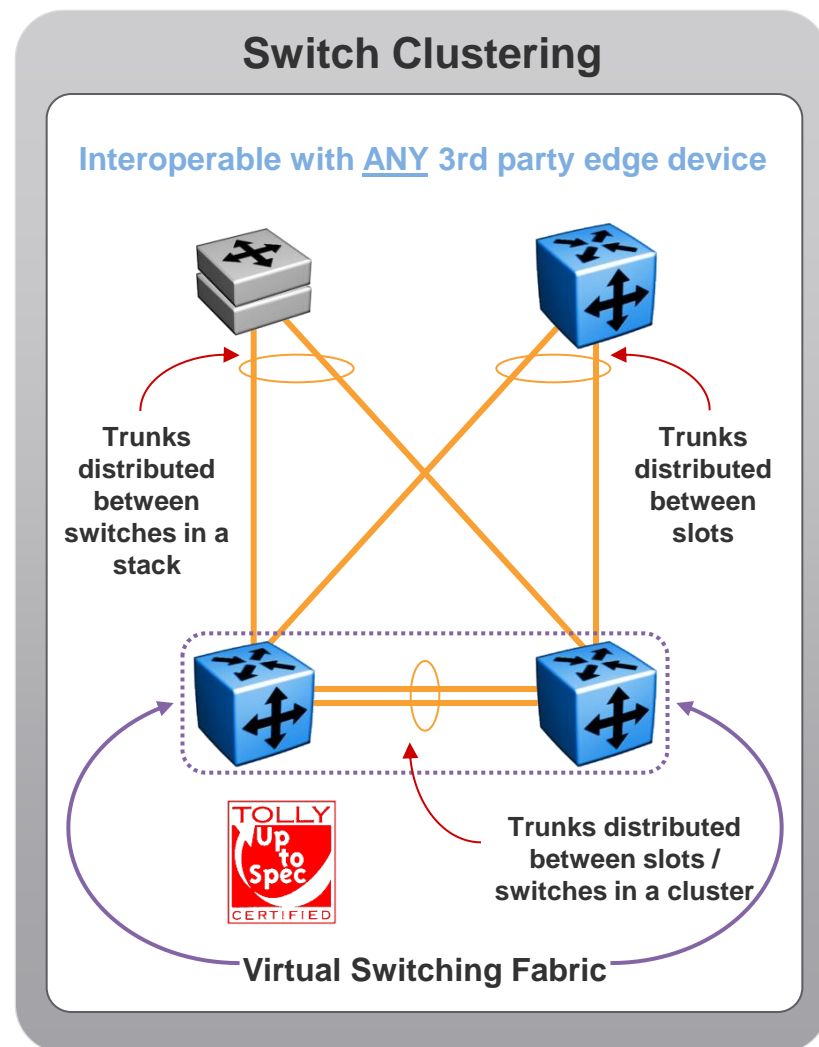 Switch Clustering
Interoperable with ANY 3rd party edge device
Trunks
distributed
between
switches in a
stack
Trunks
distributed
between
slots
TOLLY
Up
to
Spec
CERTIFIED
Trunks distributed
between slots /
switches in a cluster
Virtual Switching Fabric